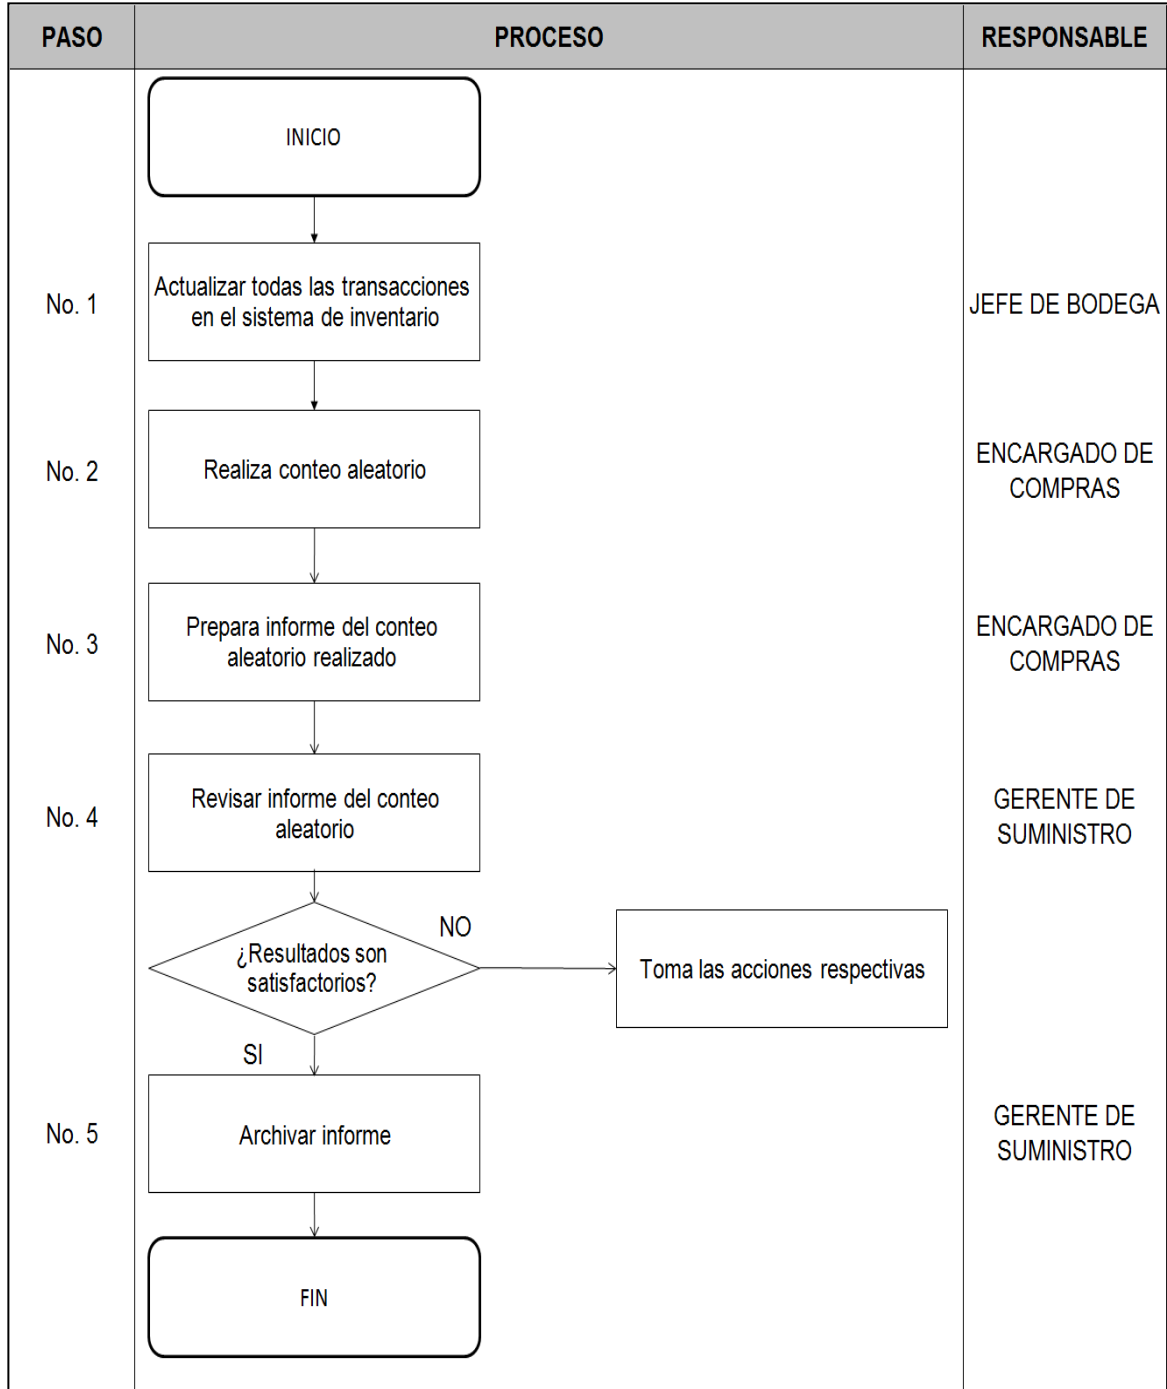 PASO
PROCESO
RESPONSABLE
INICIO
No. 1
Actualizar todas las transacciones
en el sistema de inventario
JEFE DE BODEGA
No. 2
Realiza conteo aleatorio
ENCARGADO DE
COMPRAS
No. 3
Prepara informe del conteo
aleatorio realizado
ENCARGADO DE
COMPRAS
No. 4
Revisar informe del conteo
aleatorio
GERENTE DE
SUMINISTRO
¿Resultados son
satisfactorios?
NO
Toma las acciones respectivas
SI
No. 5
Archivar informe
GERENTE DE
SUMINISTRO
FIN